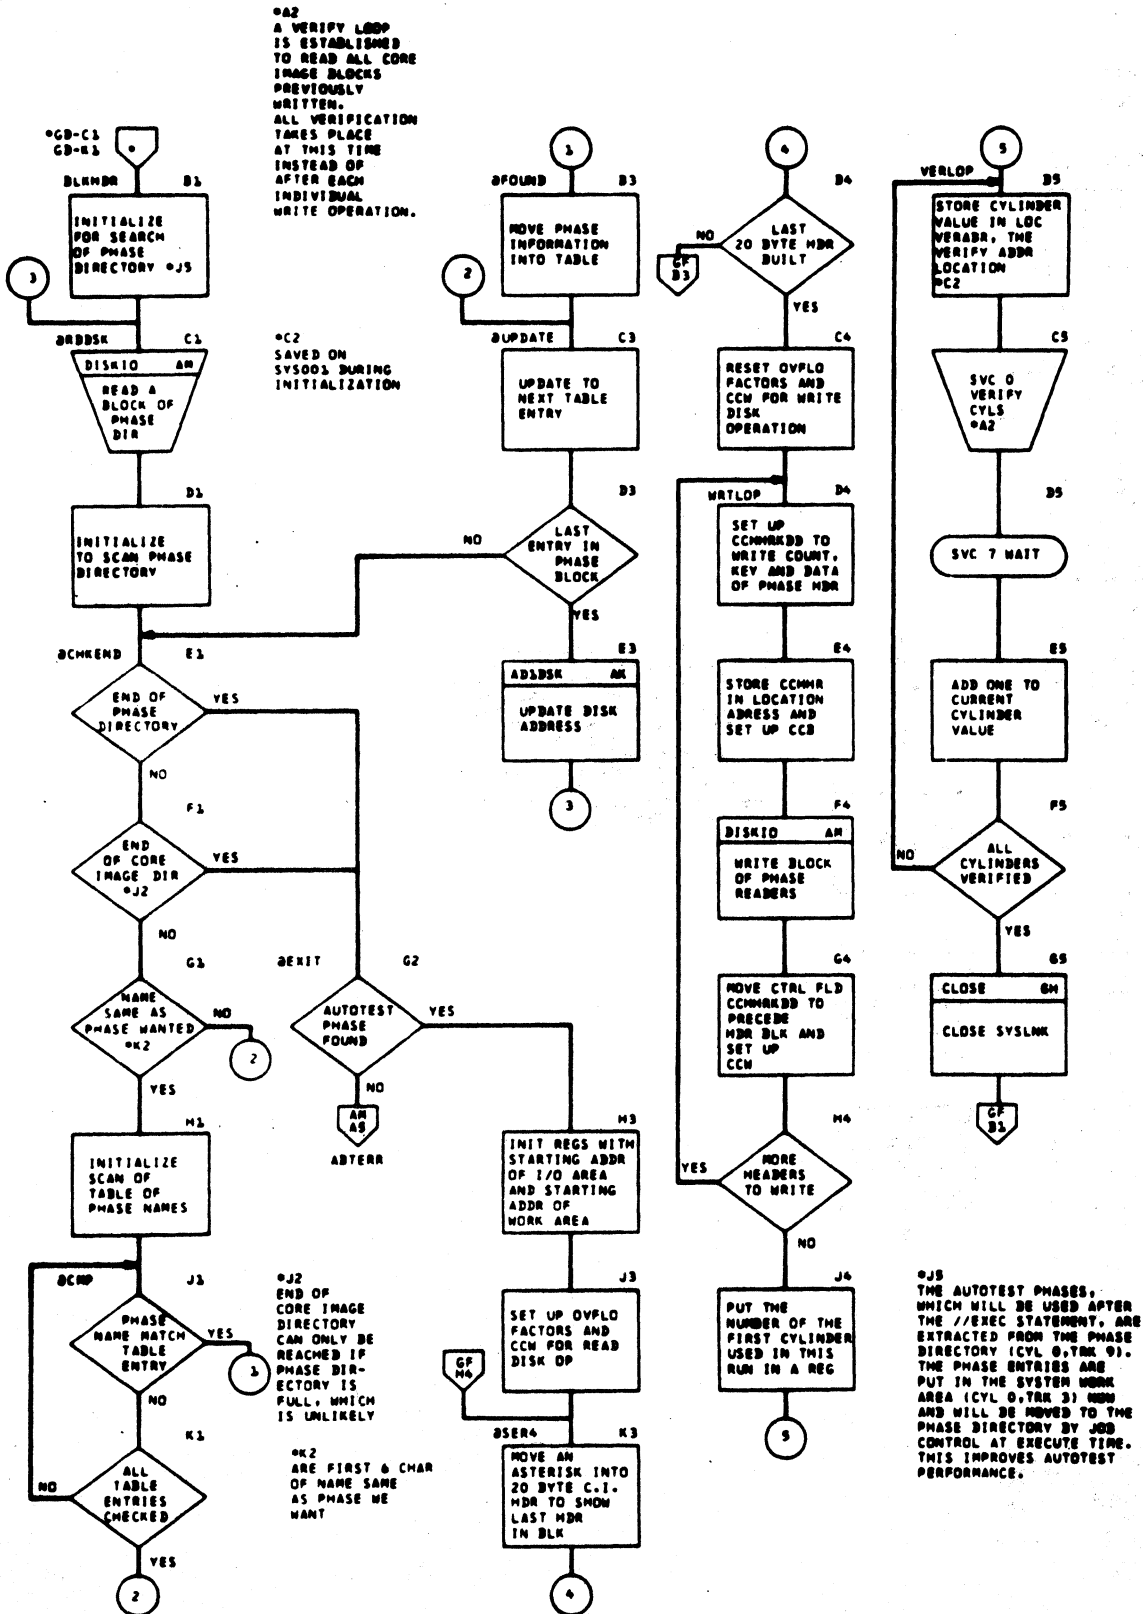 *A2
A VERIFY LOOP
IS ESTABLISHED
TO READ ALL CORE
IMAGE BLOCKS
PREVIOUSLY
WRITTEN.
ALL VERIFICATION
TAKES PLACE
AT THIS TIME
INSTEAD OF
AFTER EACH
INDIVIDUAL
WRITE OPERATION.
*GD-C1
GD-K1
*
BLKHDR B1
INITIALIZE
FOR SEARCH
OF PHASE
DIRECTORY *J5
3
@RDDSK C1
DISKIO AM
READ A
BLOCK OF
PHASE
DIR
D1
INITIALIZE
TO SCAN PHASE
DIRECTORY
@CHKEND E1
END OF
PHASE
DIRECTORY
YES
NO
F1
END
OF CORE
IMAGE DIR
*J2
YES
NO
G1
NAME
SAME AS
PHASE WANTED
*K2
NO
2
YES
H1
INITIALIZE
SCAN OF
TABLE OF
PHASE NAMES
@CMP J1
PHASE
NAME MATCH
TABLE
ENTRY
YES
1
NO
K1
ALL
TABLE
ENTRIES
CHECKED
NO
YES
2
*C2
SAVED ON
SYS001 DURING
INITIALIZATION
@EXIT G2
AUTOTEST
PHASE
FOUND
YES
NO
AN
A5
ABTERR
*J2
END OF
CORE IMAGE
DIRECTORY
CAN ONLY BE
REACHED IF
PHASE DIR-
ECTORY IS
FULL, WHICH
IS UNLIKELY
*K2
ARE FIRST 6 CHAR
OF NAME SAME
AS PHASE WE
WANT
1
@FOUND B3
MOVE PHASE
INFORMATION
INTO TABLE
2
@UPDATE C3
UPDATE TO
NEXT TABLE
ENTRY
D3
LAST
ENTRY IN
PHASE
BLOCK
NO
YES
E3
AD1DSK AK
UPDATE DISK
ADDRESS
3
H3
INIT REGS WITH
STARTING ADDR
OF I/O AREA
AND STARTING
ADDR OF
WORK AREA
J3
SET UP OVFLO
FACTORS AND
CCW FOR READ
DISK OP
GF
H4
@SER4 K3
MOVE AN
ASTERISK INTO
20 BYTE C.I.
HDR TO SHOW
LAST HDR
IN BLK
4
4
B4
LAST
20 BYTE HDR
BUILT
NO
GF
B3
YES
C4
RESET OVFLO
FACTORS AND
CCW FOR WRITE
DISK
OPERATION
WRTLOP D4
SET UP
CCHHRKDD TO
WRITE COUNT,
KEY AND DATA
OF PHASE HDR
E4
STORE CCHHR
IN LOCATION
ADRESS AND
SET UP CCB
F4
DISKIO AM
WRITE BLOCK
OF PHASE
READERS
G4
MOVE CTRL FLD
CCHHRKDD TO
PRECEDE
HDR BLK AND
SET UP
CCW
H4
MORE
HEADERS
TO WRITE
YES
NO
J4
PUT THE
NUMBER OF THE
FIRST CYLINDER
USED IN THIS
RUN IN A REG
5
5
VERLOP B5
STORE CYLINDER
VALUE IN LOC
VERADR, THE
VERIFY ADDR
LOCATION
*C2
C5
SVC 0
VERIFY
CYLS
*A2
D5
SVC 7 WAIT
E5
ADD ONE TO
CURRENT
CYLINDER
VALUE
F5
ALL
CYLINDERS
VERIFIED
NO
YES
G5
CLOSE GH
CLOSE SYSLNK
GF
B1
*J5
THE AUTOTEST PHASES,
WHICH WILL BE USED AFTER
THE //EXEC STATEMENT, ARE
EXTRACTED FROM THE PHASE
DIRECTORY (CYL 0,TRK 9).
THE PHASE ENTRIES ARE
PUT IN THE SYSTEM WORK
AREA (CYL 0,TRK 3) NOW
AND WILL BE MOVED TO THE
PHASE DIRECTORY BY JOB
CONTROL AT EXECUTE TIME.
THIS IMPROVES AUTOTEST
PERFORMANCE.